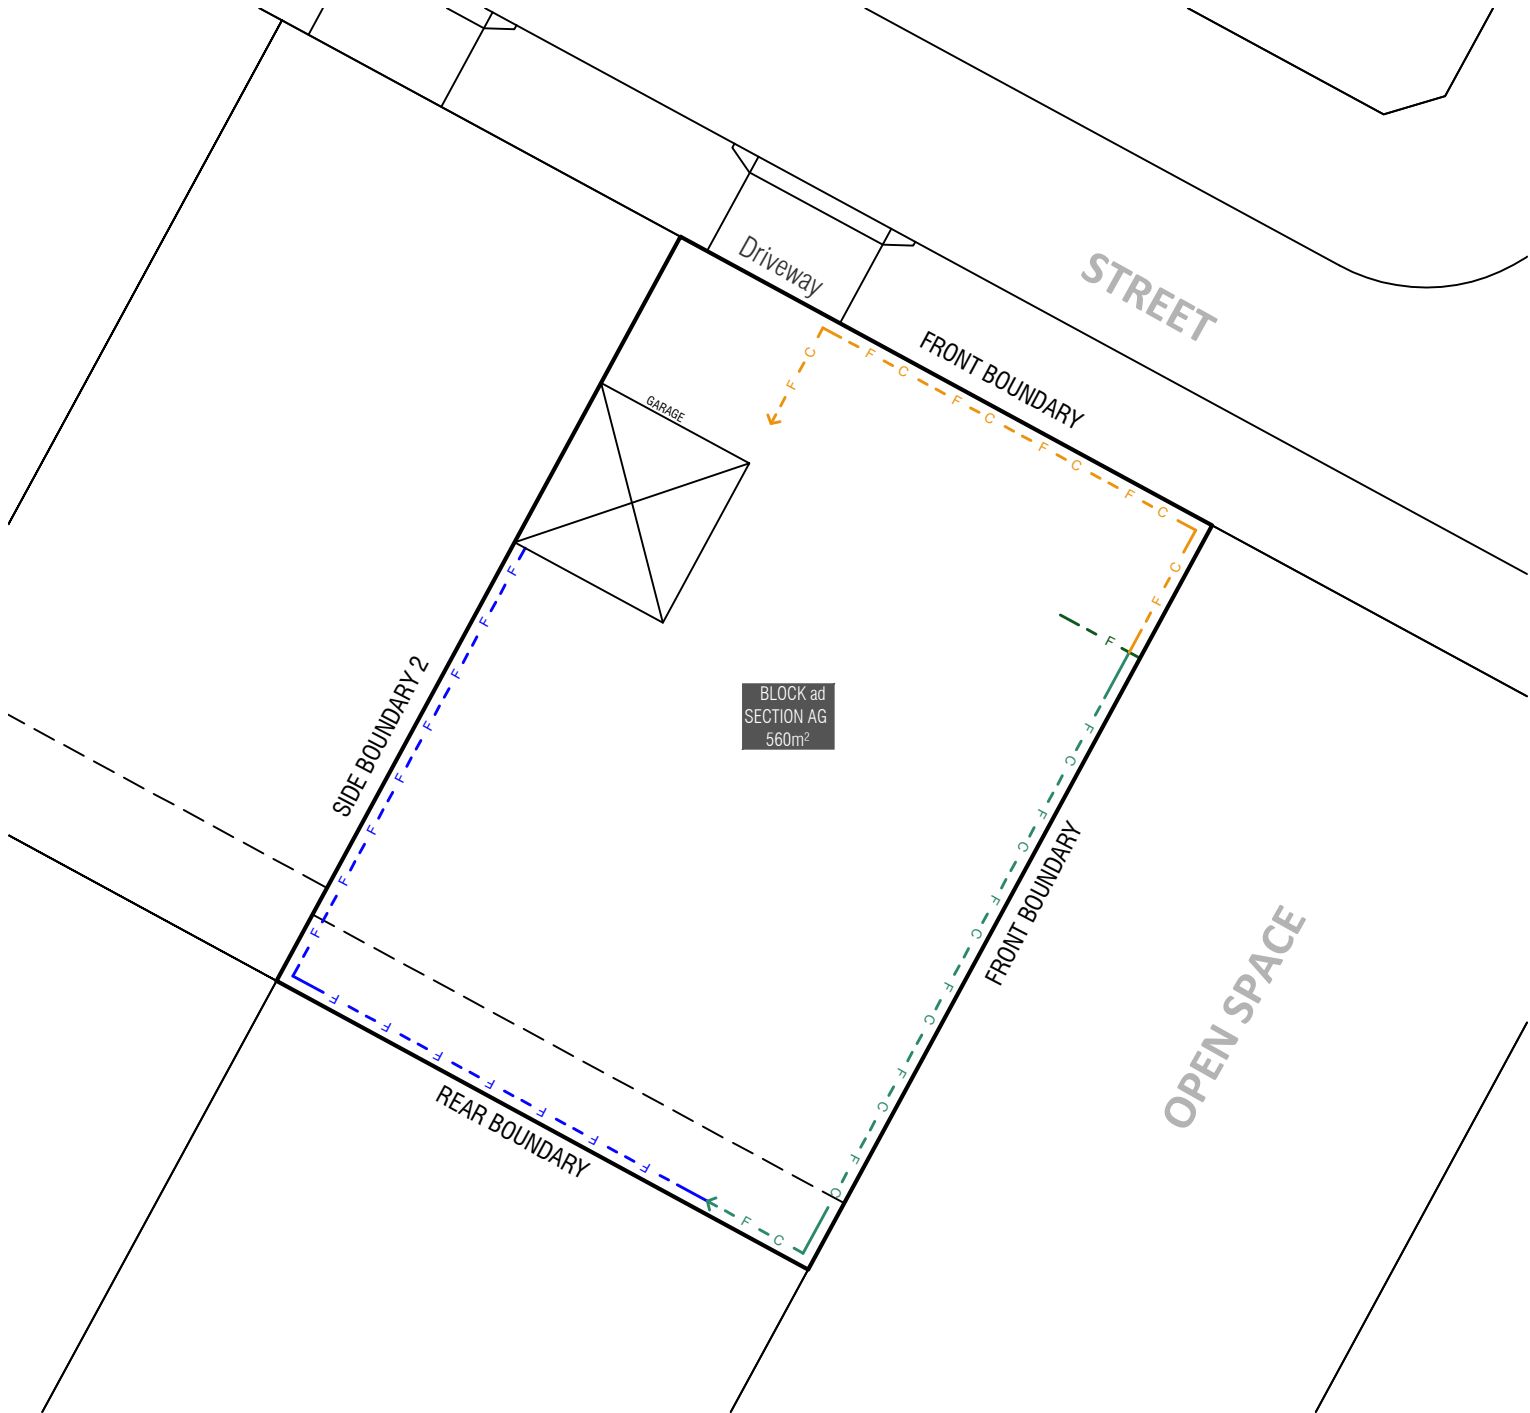 STREET
Driveway
FRONT BOUNDARY
C F C F C F C F C
F
GARAGE
C
F
F
C
F
F F F F F F F F
SIDE BOUNDARY 2
BLOCK ad
SECTION AG
560m²
F C F C F C F C F C F C
FRONT BOUNDARY
OPEN SPACE
F F F F F F F
F C
REAR BOUNDARY